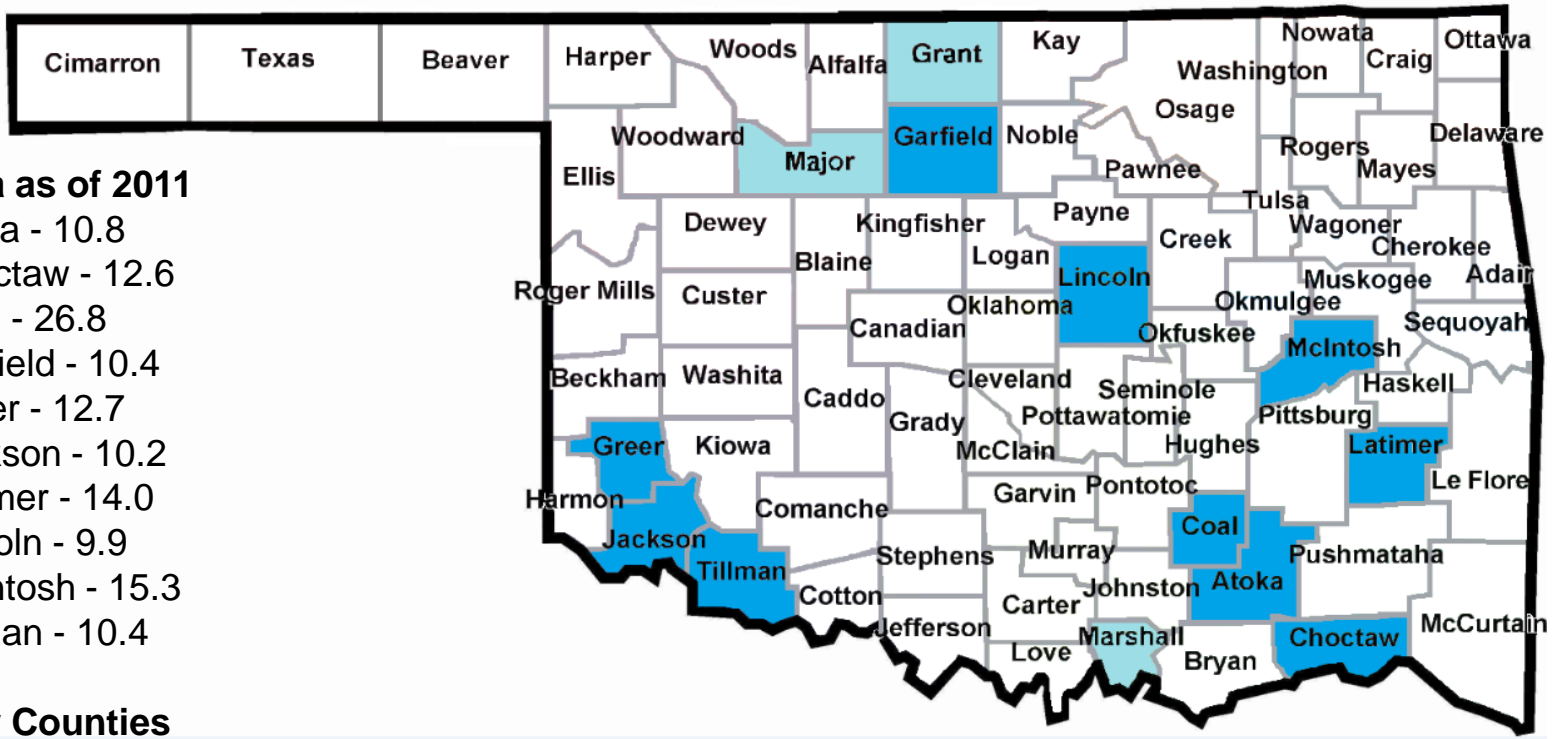 Cimarron
Texas
Beaver
Harper
Woods
Alfalfa
Grant
Kay
Nowata
Craig
Ottawa
Washington
Osage
Woodward
Major
Garfield
Noble
Pawnee
Rogers
Mayes
Delaware
Ellis
Dewey
Blaine
Kingfisher
Logan
Payne
Creek
Tulsa
Wagoner
Cherokee
Adair
Roger Mills
Custer
Canadian
Oklahoma
Lincoln
Okfuskee
Okmulgee
Muskogee
McIntosh
Sequoyah
Beckham
Washita
Caddo
Grady
Cleveland
Pottawatomie
Seminole
Hughes
Pittsburg
Haskell
Latimer
Le Flore
Greer
Kiowa
McClain
Harmon
Jackson
Comanche
Garvin
Pontotoc
Coal
Tillman
Cotton
Stephens
Murray
Johnston
Atoka
Pushmataha
Jefferson
Carter
Love
Marshall
Bryan
Choctaw
McCurtain
as of 2011
a - 10.8
ctaw - 12.6
- 26.8
ield - 10.4
er - 12.7
kson - 10.2
mer - 14.0
oln - 9.9
ntosh - 15.3
an - 10.4
Counties